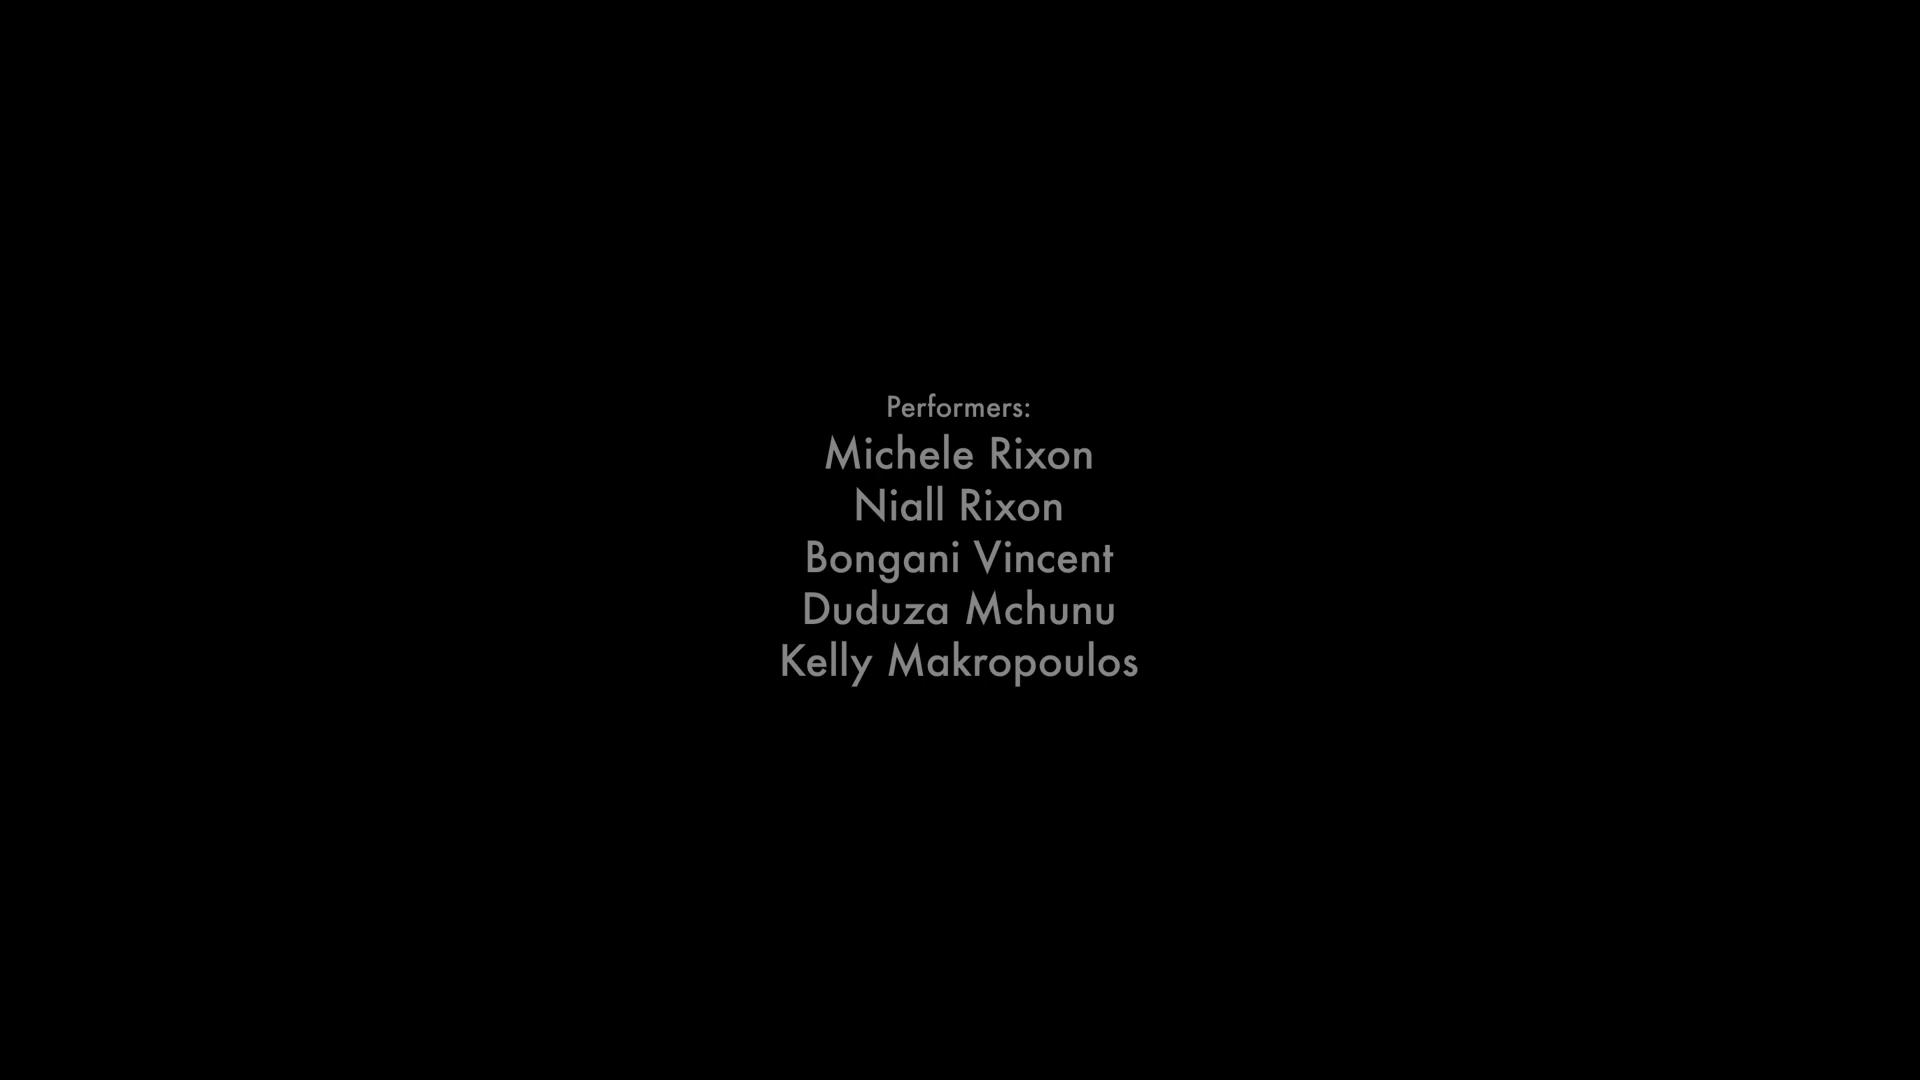 Performers:
Michele Rixon
Niall Rixon
Bongani Vincent
Duduza Mchunu
Kelly Makropoulos